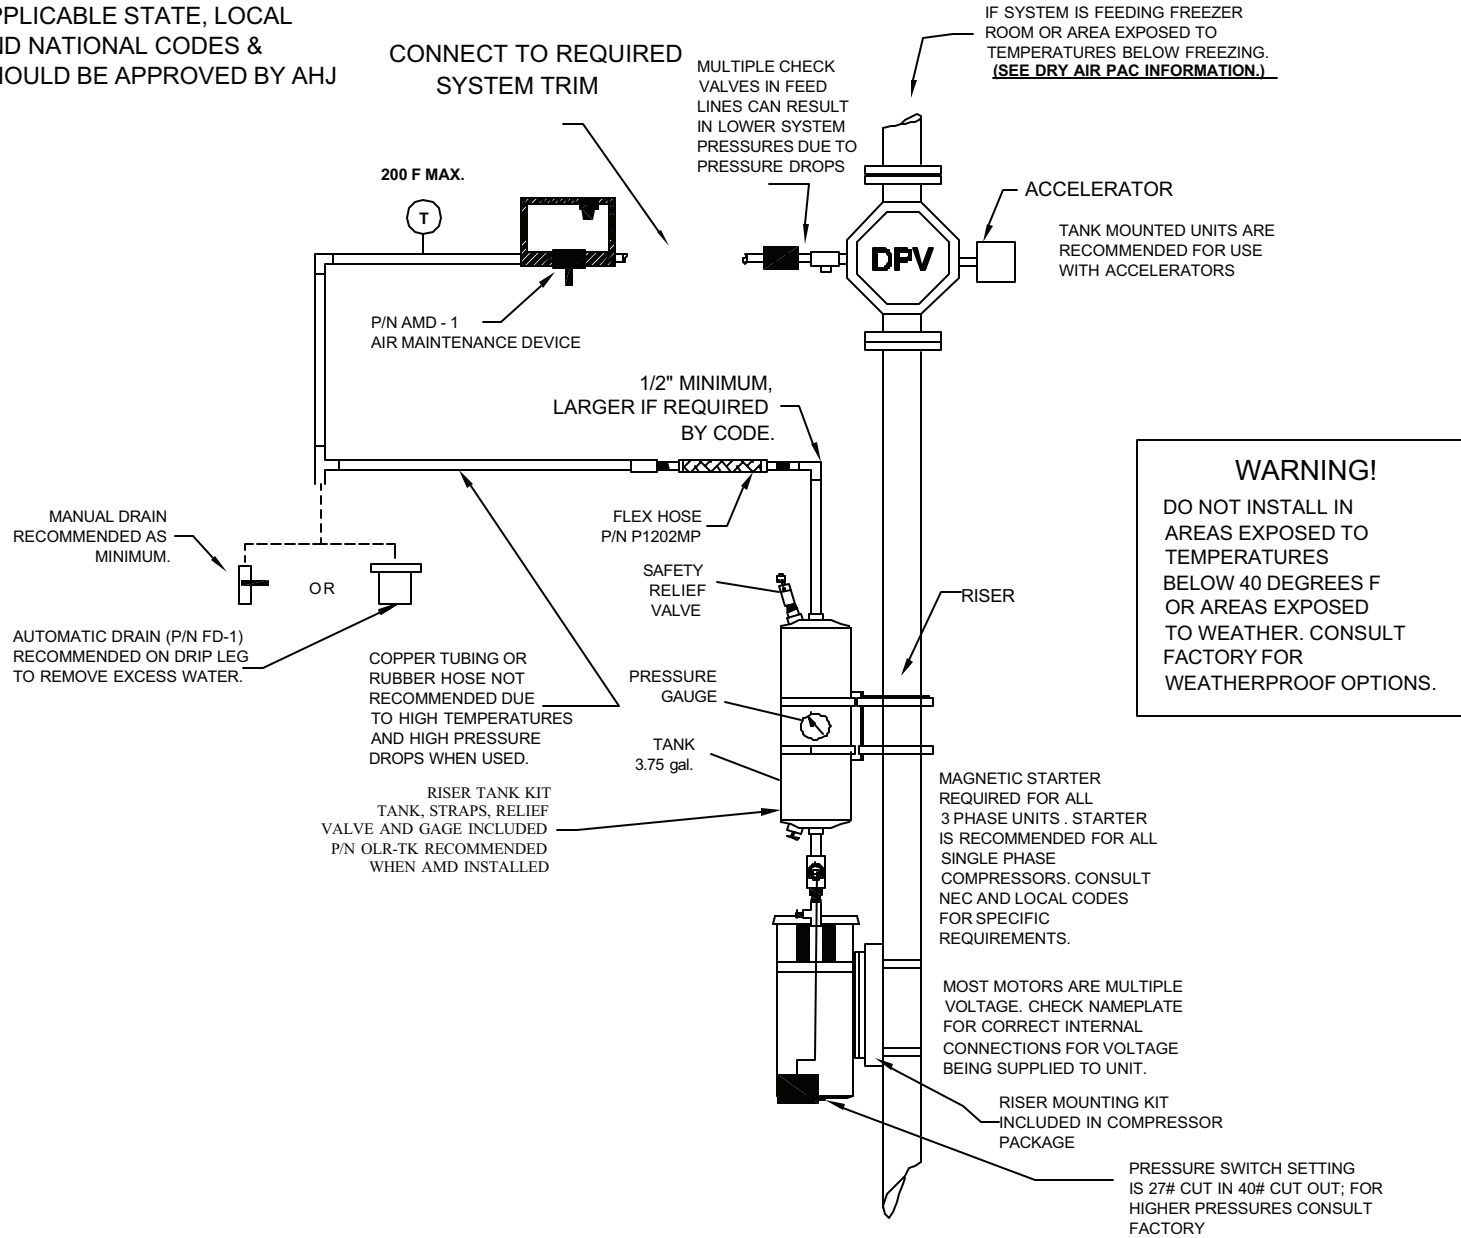 PPLICABLE STATE, LOCAL
ND NATIONAL CODES &
HOULD BE APPROVED BY AHJ
CONNECT TO REQUIRED
SYSTEM TRIM
MULTIPLE CHECK
VALVES IN FEED
LINES CAN RESULT
IN LOWER SYSTEM
PRESSURES DUE TO
PRESSURE DROPS
IF SYSTEM IS FEEDING FREEZER
ROOM OR AREA EXPOSED TO
TEMPERATURES BELOW FREEZING.
(SEE DRY AIR PAC INFORMATION.)
200 F MAX.
T
ACCELERATOR
TANK MOUNTED UNITS ARE
RECOMMENDED FOR USE
WITH ACCELERATORS
DPV
P/N AMD - 1
AIR MAINTENANCE DEVICE
1/2" MINIMUM,
LARGER IF REQUIRED
BY CODE.
WARNING!
DO NOT INSTALL IN
AREAS EXPOSED TO
TEMPERATURES
BELOW 40 DEGREES F
OR AREAS EXPOSED
TO WEATHER. CONSULT
FACTORY FOR
WEATHERPROOF OPTIONS.
MANUAL DRAIN
RECOMMENDED AS
MINIMUM.
FLEX HOSE
P/N P1202MP
SAFETY
RELIEF
VALVE
OR
RISER
AUTOMATIC DRAIN (P/N FD-1)
RECOMMENDED ON DRIP LEG
TO REMOVE EXCESS WATER.
COPPER TUBING OR
RUBBER HOSE NOT
RECOMMENDED DUE
TO HIGH TEMPERATURES
AND HIGH PRESSURE
DROPS WHEN USED.
PRESSURE
GAUGE
TANK
3.75 gal.
RISER TANK KIT
TANK, STRAPS, RELIEF
VALVE AND GAGE INCLUDED
P/N OLR-TK RECOMMENDED
WHEN AMD INSTALLED
MAGNETIC STARTER
REQUIRED FOR ALL
3 PHASE UNITS . STARTER
IS RECOMMENDED FOR ALL
SINGLE PHASE
COMPRESSORS. CONSULT
NEC AND LOCAL CODES
FOR SPECIFIC
REQUIREMENTS.
MOST MOTORS ARE MULTIPLE
VOLTAGE. CHECK NAMEPLATE
FOR CORRECT INTERNAL
CONNECTIONS FOR VOLTAGE
BEING SUPPLIED TO UNIT.
RISER MOUNTING KIT
INCLUDED IN COMPRESSOR
PACKAGE
PRESSURE SWITCH SETTING
IS 27# CUT IN 40# CUT OUT; FOR
HIGHER PRESSURES CONSULT
FACTORY